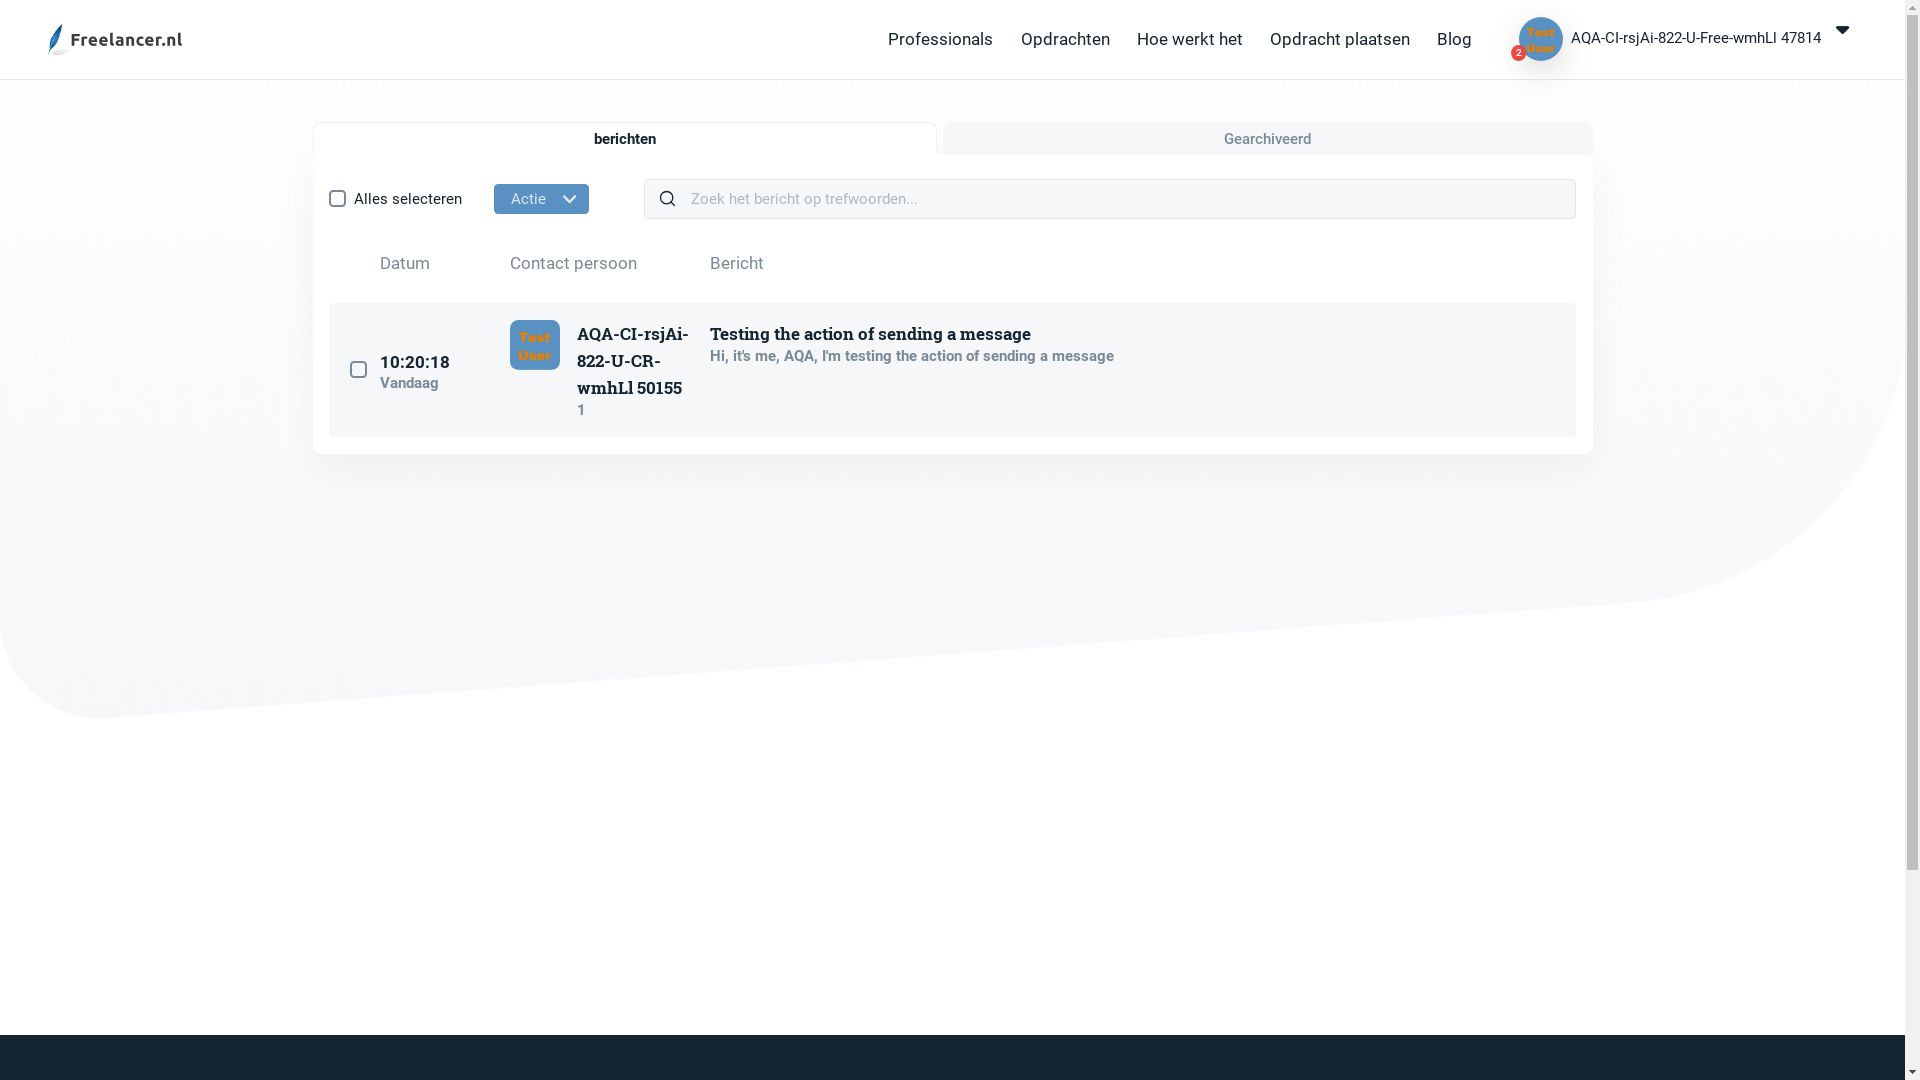 Freelancer.nl
Professionals
Opdrachten
Hoe werkt het
Opdracht plaatsen
Blog
Test
User
2
AQA-CI-rsjAi-822-U-Free-wmhLl 47814
berichten
Gearchiveerd
Alles selecteren
Actie
Zoek het bericht op trefwoorden...
Datum
Contact persoon
Bericht
10:20:18
Vandaag
Test
User
AQA-CI-rsjAi-
822-U-CR-
wmhLl 50155
1
Testing the action of sending a message
Hi, it's me, AQA, I'm testing the action of sending a message